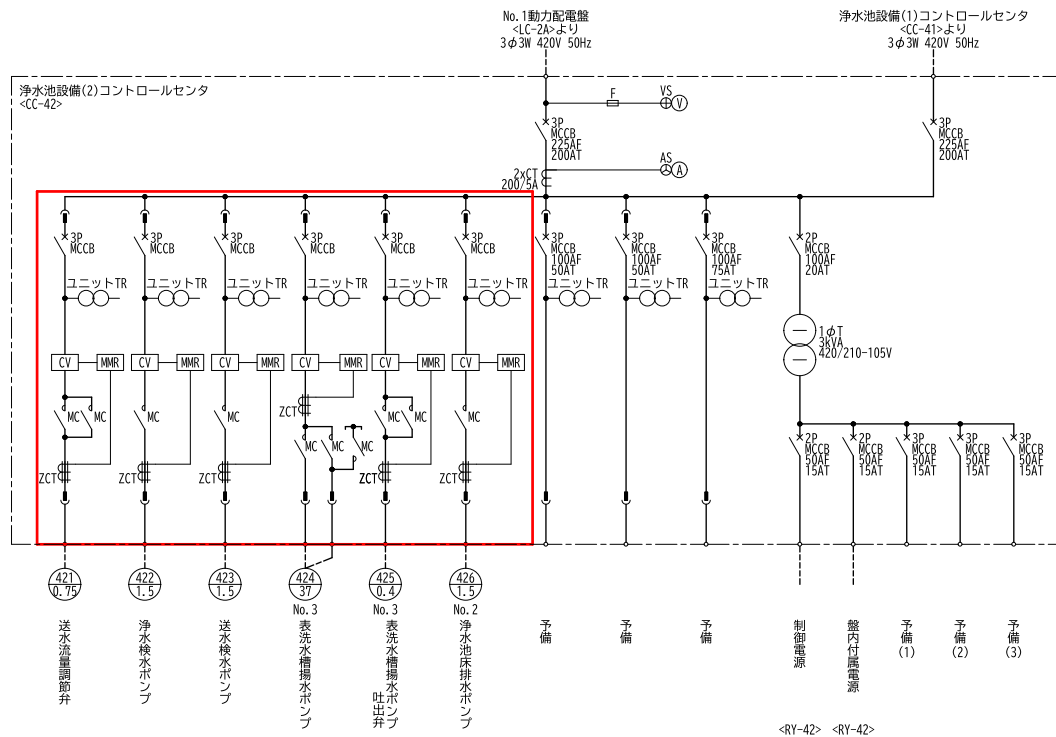 No.1動力配電盤
<LC-2A>より
3φ3W 420V 50Hz
浄水池設備(1)コントロールセンタ
<CC-41>より
3φ3W 420V 50Hz
浄水池設備(2)コントロールセンタ
<CC-42>
F
VS
V
3P
MCCB
225AF
200AT
3P
MCCB
225AF
200AT
AS
A
2xCT
200/5A
3P
MCCB
3P
MCCB
3P
MCCB
3P
MCCB
3P
MCCB
3P
MCCB
3P
MCCB
100AF
50AT
3P
MCCB
100AF
50AT
3P
MCCB
100AF
75AT
2P
MCCB
100AF
20AT
ユニットTR
ユニットTR
ユニットTR
ユニットTR
ユニットTR
ユニットTR
ユニットTR
ユニットTR
ユニットTR
1φT
3kVA
420/210-105V
CV
MMR
CV
MMR
CV
MMR
CV
MMR
CV
MMR
CV
MMR
MC
MC
MC
MC
ZCT
MC
MC
MC
MC
MC
ZCT
ZCT
ZCT
ZCT
ZCT
2P
MCCB
50AF
15AT
2P
MCCB
50AF
15AT
3P
MCCB
50AF
15AT
3P
MCCB
50AF
15AT
3P
MCCB
50AF
15AT
421
0.75
422
1.5
423
1.5
424
37
425
0.4
426
1.5
No.3
No.3
No.2
送水流量調節弁
浄水検水ポンプ
送水検水ポンプ
表洗水槽揚水ポンプ
表洗水槽揚水ポンプ
吐出弁
浄水池床排水ポンプ
予備
予備
予備
制御電源
盤内付属電源
予備(1)
予備(2)
予備(3)
<RY-42>
<RY-42>